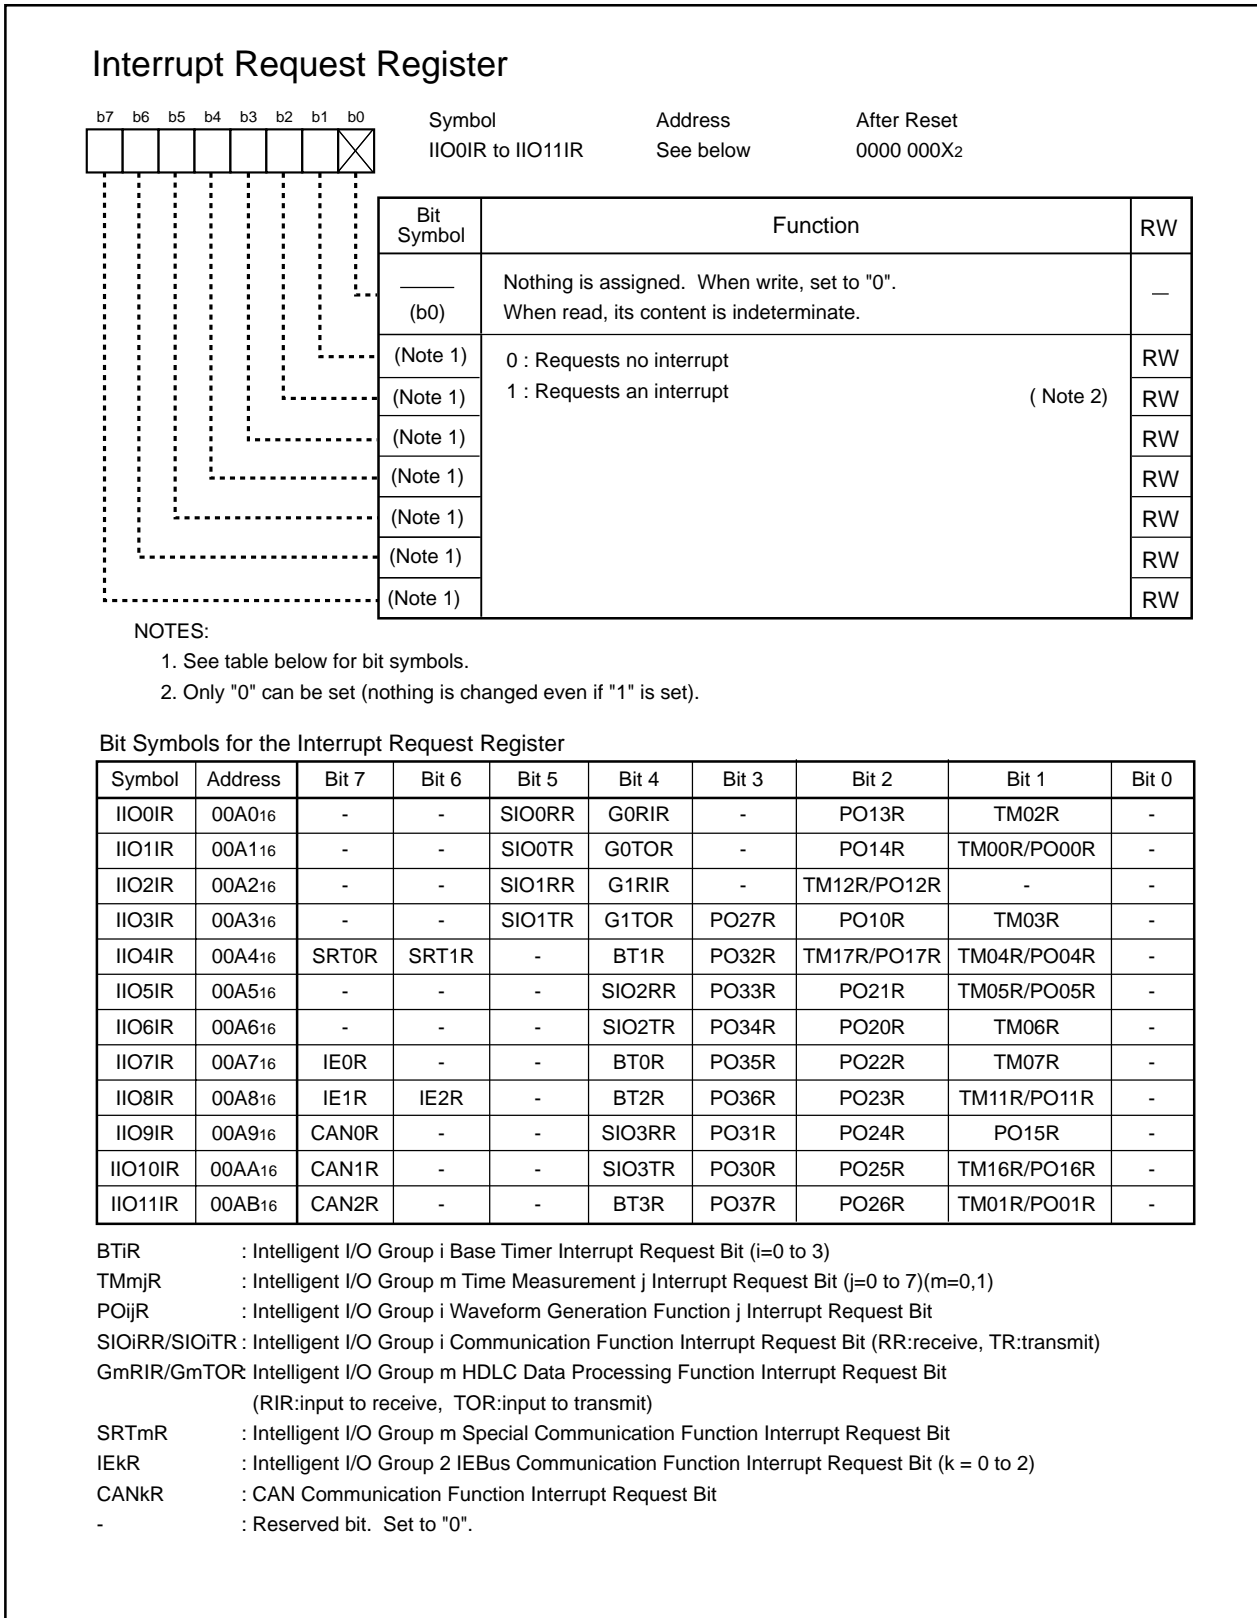 Interrupt Request Register
b7 b6 b5 b4 b3 b2 b1 b0
Symbol Address After Reset
IIO0IR to IIO11IR See below 0000 000X2
Bit Symbol Function RW
Nothing is assigned. When write, set to "0".
(b0) When read, its content is indeterminate. —
(Note 1) 0 : Requests no interrupt RW
(Note 1) 1 : Requests an interrupt ( Note 2) RW
(Note 1) RW
(Note 1) RW
(Note 1) RW
(Note 1) RW
(Note 1) RW
NOTES:
1. See table below for bit symbols.
2. Only "0" can be set (nothing is changed even if "1" is set).
Bit Symbols for the Interrupt Request Register
Symbol Address Bit 7 Bit 6 Bit 5 Bit 4 Bit 3 Bit 2 Bit 1 Bit 0
IIO0IR 00A016 - - SIO0RR G0RIR - PO13R TM02R -
IIO1IR 00A116 - - SIO0TR G0TOR - PO14R TM00R/PO00R -
IIO2IR 00A216 - - SIO1RR G1RIR - TM12R/PO12R - -
IIO3IR 00A316 - - SIO1TR G1TOR PO27R PO10R TM03R -
IIO4IR 00A416 SRT0R SRT1R - BT1R PO32R TM17R/PO17R TM04R/PO04R -
IIO5IR 00A516 - - - SIO2RR PO33R PO21R TM05R/PO05R -
IIO6IR 00A616 - - - SIO2TR PO34R PO20R TM06R -
IIO7IR 00A716 IE0R - - BT0R PO35R PO22R TM07R -
IIO8IR 00A816 IE1R IE2R - BT2R PO36R PO23R TM11R/PO11R -
IIO9IR 00A916 CAN0R - - SIO3RR PO31R PO24R PO15R -
IIO10IR 00AA16 CAN1R - - SIO3TR PO30R PO25R TM16R/PO16R -
IIO11IR 00AB16 CAN2R - - BT3R PO37R PO26R TM01R/PO01R -
BTiR : Intelligent I/O Group i Base Timer Interrupt Request Bit (i=0 to 3)
TMmjR : Intelligent I/O Group m Time Measurement j Interrupt Request Bit (j=0 to 7)(m=0,1)
POijR : Intelligent I/O Group i Waveform Generation Function j Interrupt Request Bit
SIOiRR/SIOiTR : Intelligent I/O Group i Communication Function Interrupt Request Bit (RR:receive, TR:transmit)
GmRIR/GmTOR: Intelligent I/O Group m HDLC Data Processing Function Interrupt Request Bit
(RIR:input to receive, TOR:input to transmit)
SRTmR : Intelligent I/O Group m Special Communication Function Interrupt Request Bit
IEkR : Intelligent I/O Group 2 IEBus Communication Function Interrupt Request Bit (k = 0 to 2)
CANkR : CAN Communication Function Interrupt Request Bit
- : Reserved bit. Set to "0".